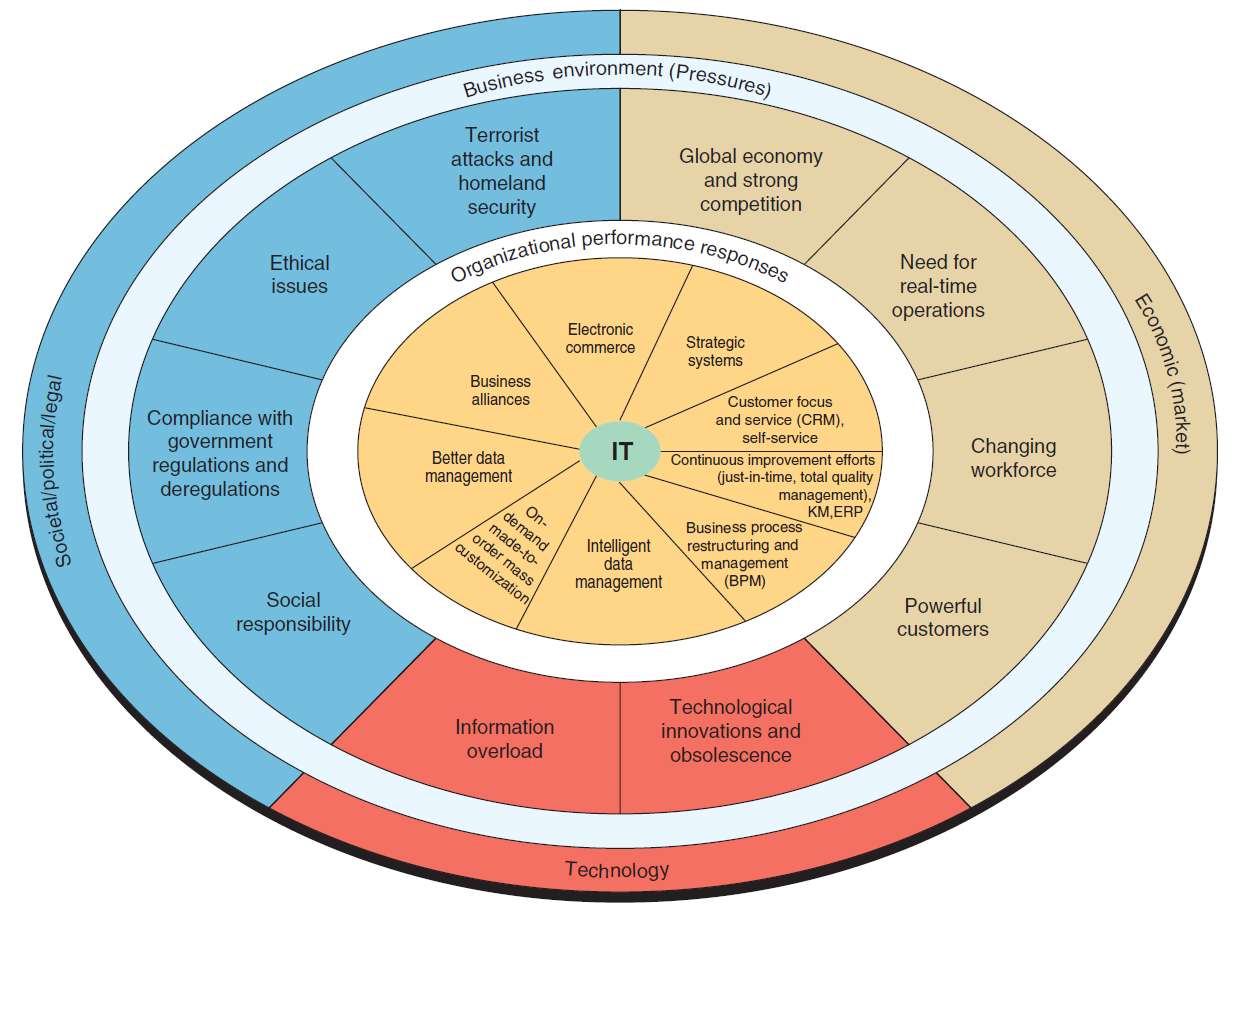 Business environment (Pressures)
Terrorist
attacks and
homeland
security
Global economy
and strong
competition
Organizational performance responses
Ethical
issues
Need for
real-time
operations
Economic (market)
Electronic
commerce
Strategic
systems
Business
alliances
Customer focus
and service (CRM),
self-service
Societal/political/legal
Compliance with
government
regulations and
deregulations
Better data
management
IT
Continuous improvement efforts
(just-in-time, total quality
management),
KM,ERP
Changing
workforce
On-
demand
made-to-
order mass
customization
Intelligent
data
management
Business process
restructuring and
management
(BPM)
Social
responsibility
Powerful
customers
Information
overload
Technological
innovations and
obsolescence
Technology